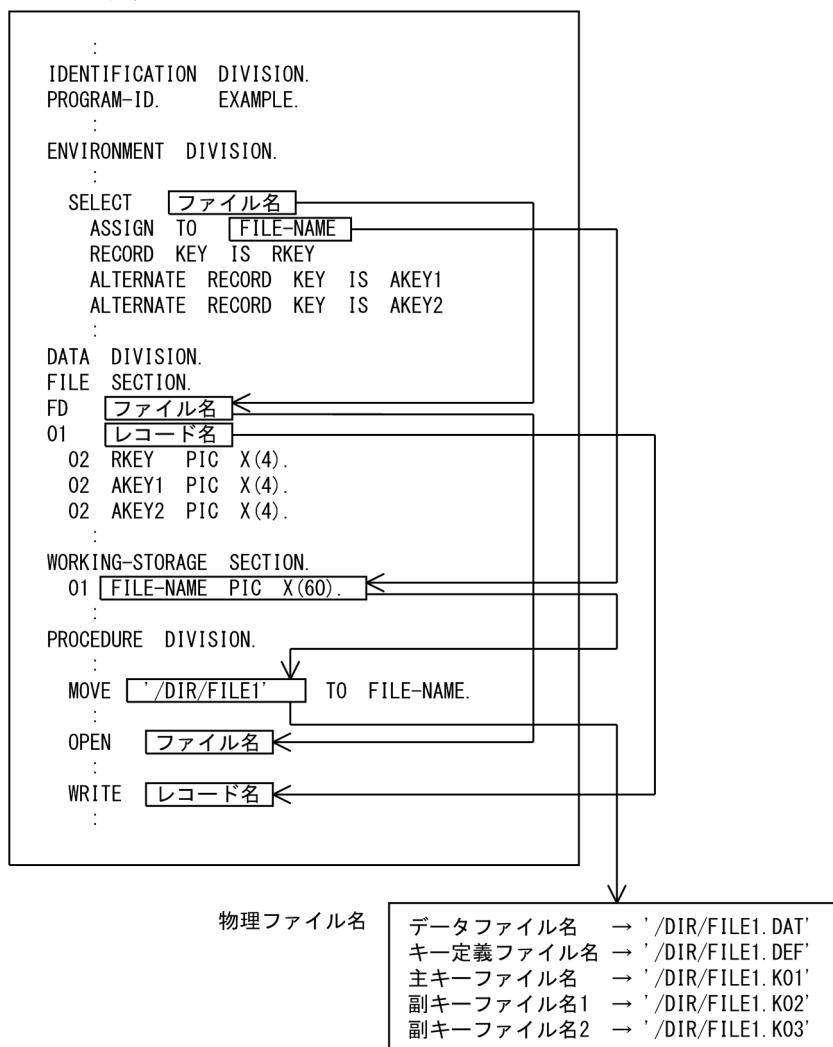 :
IDENTIFICATION DIVISION.
PROGRAM-ID. EXAMPLE.
:
ENVIRONMENT DIVISION.
:
SELECT ファイル名
ASSIGN TO FILE-NAME
RECORD KEY IS RKEY
ALTERNATE RECORD KEY IS AKEY1
ALTERNATE RECORD KEY IS AKEY2
:
DATA DIVISION.
FILE SECTION.
FD ファイル名
01 レコード名
02 RKEY PIC X(4).
02 AKEY1 PIC X(4).
02 AKEY2 PIC X(4).
:
WORKING-STORAGE SECTION.
01 FILE-NAME PIC X(60).
:
PROCEDURE DIVISION.
:
MOVE '/DIR/FILE1' TO FILE-NAME.
:
OPEN ファイル名
:
WRITE レコード名
:
物理ファイル名
データファイル名 → '/DIR/FILE1.DAT'
キー定義ファイル名 → '/DIR/FILE1.DEF'
主キーファイル名 → '/DIR/FILE1.K01'
副キーファイル名1 → '/DIR/FILE1.K02'
副キーファイル名2 → '/DIR/FILE1.K03'